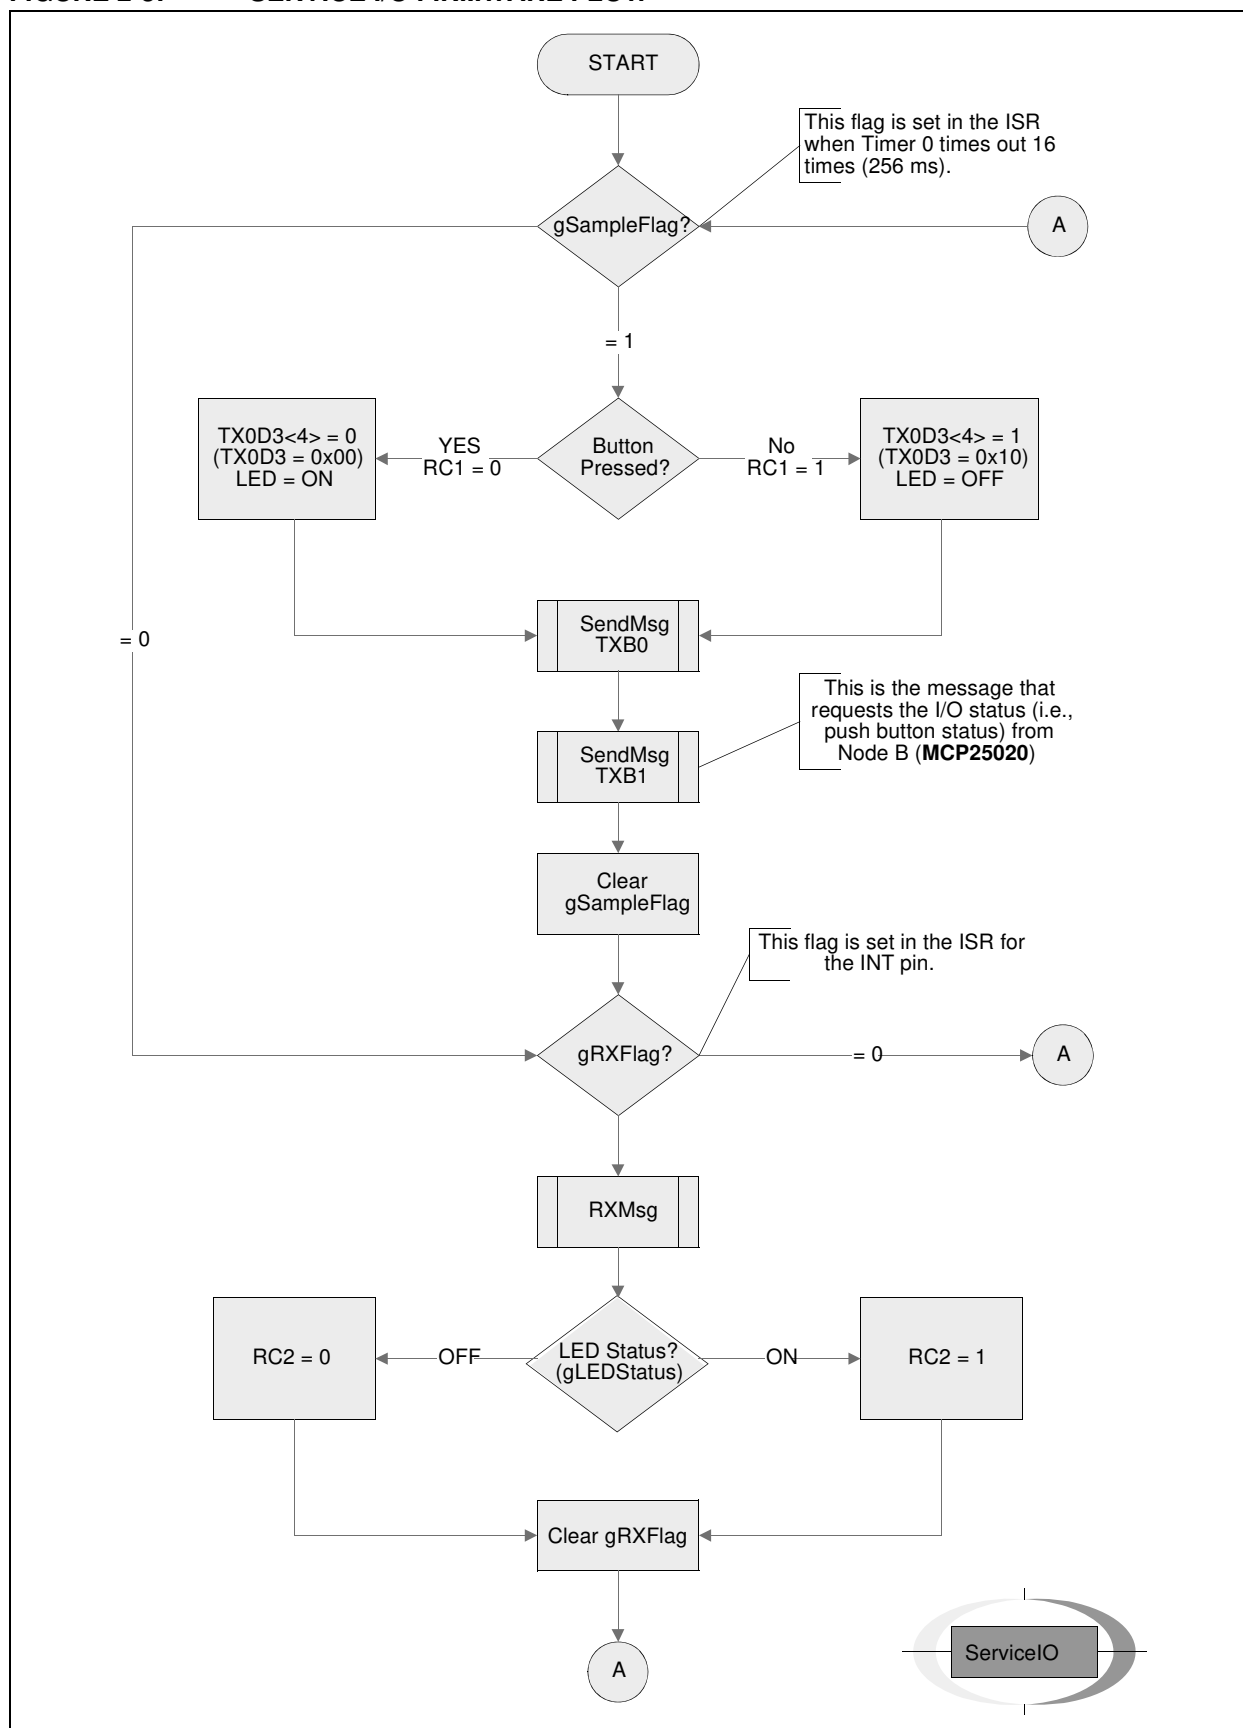 START
This flag is set in the ISR
when Timer 0 times out 16
times (256 ms).
gSampleFlag?
A
= 1
TX0D3<4> = 0
(TX0D3 = 0x00)
LED = ON
YES
RC1 = 0
Button
Pressed?
No
RC1 = 1
TX0D3<4> = 1
(TX0D3 = 0x10)
LED = OFF
= 0
SendMsg
TXB0
This is the message that
requests the I/O status (i.e.,
push button status) from
Node B (MCP25020)
SendMsg
TXB1
Clear
gSampleFlag
This flag is set in the ISR for
the INT pin.
gRXFlag?
= 0
A
RXMsg
RC2 = 0
OFF
LED Status?
(gLEDStatus)
ON
RC2 = 1
Clear gRXFlag
A
ServiceIO